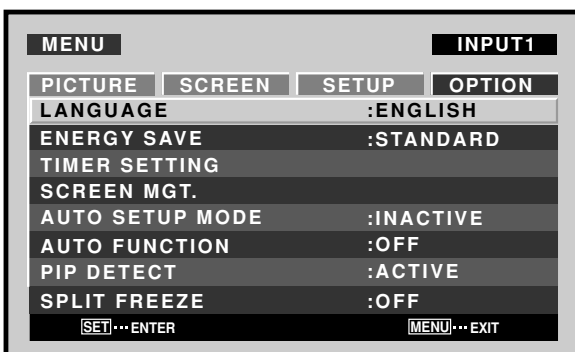 MENU INPUT1
PICTURE SCREEN SETUP OPTION
LANGUAGE :ENGLISH
ENERGY SAVE :STANDARD
TIMER SETTING
SCREEN MGT.
AUTO SETUP MODE :INACTIVE
AUTO FUNCTION :OFF
PIP DETECT :ACTIVE
SPLIT FREEZE :OFF
SET···ENTER MENU···EXIT